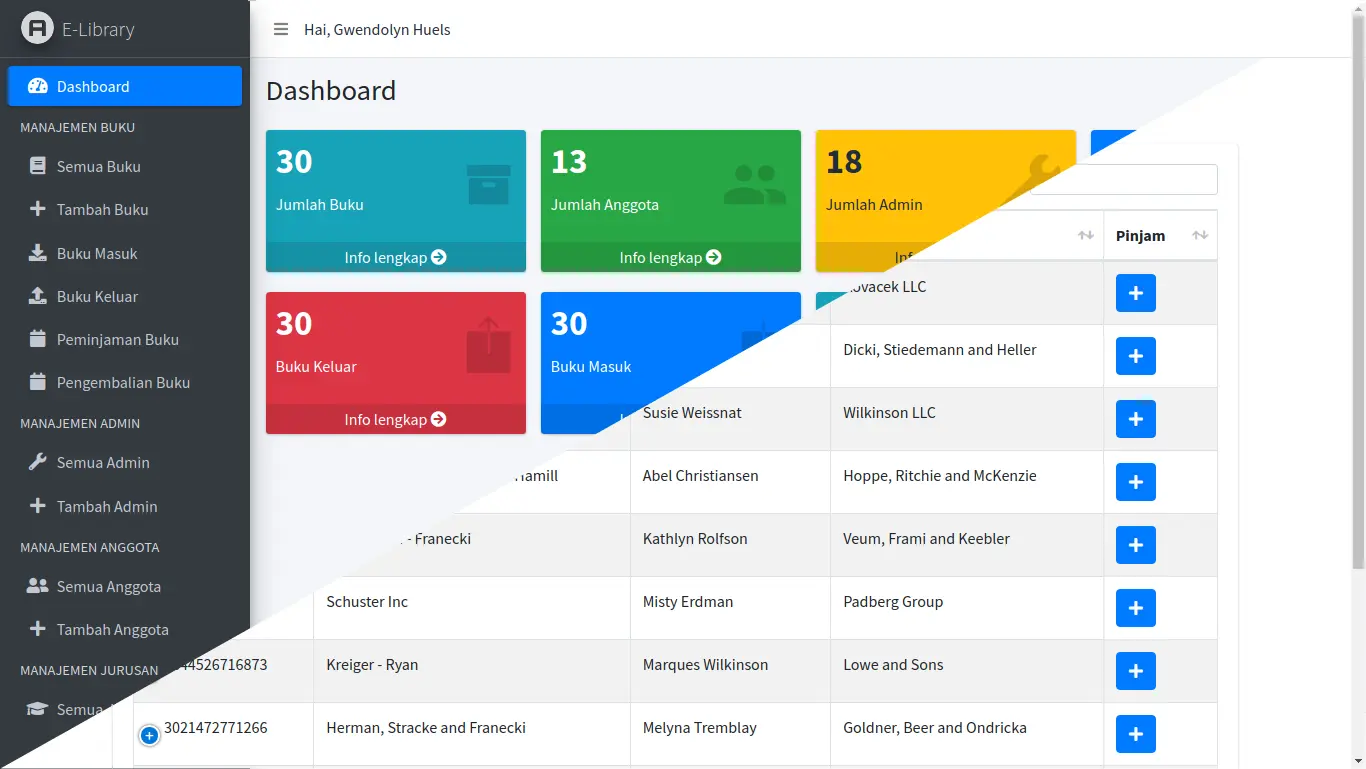 E-Library
Hai, Gwendolyn Huels
Dashboard
MANAJEMEN BUKU
Semua Buku
Tambah Buku
Buku Masuk
Buku Keluar
Peminjaman Buku
Pengembalian Buku
MANAJEMEN ADMIN
Semua Admin
Tambah Admin
MANAJEMEN ANGGOTA
Semua Anggota
Tambah Anggota
MANAJEMEN JURUSAN
Semua
Dashboard
30
Jumlah Buku
Info lengkap
13
Jumlah Anggota
Info lengkap
18
Jumlah Admin
30
Buku Keluar
Info lengkap
30
Buku Masuk
Pinjam
LLC
Dicki, Stiedemann and Heller
Susie Weissnat Wilkinson LLC
Abel Christiansen Hoppe, Ritchie and McKenzie
- Franecki Kathlyn Rolfson Veum, Frami and Keebler
Schuster Inc Misty Erdman Padberg Group
44526716873 Kreiger - Ryan Marques Wilkinson Lowe and Sons
3021472771266 Herman, Stracke and Franecki Melyna Tremblay Goldner, Beer and Ondricka